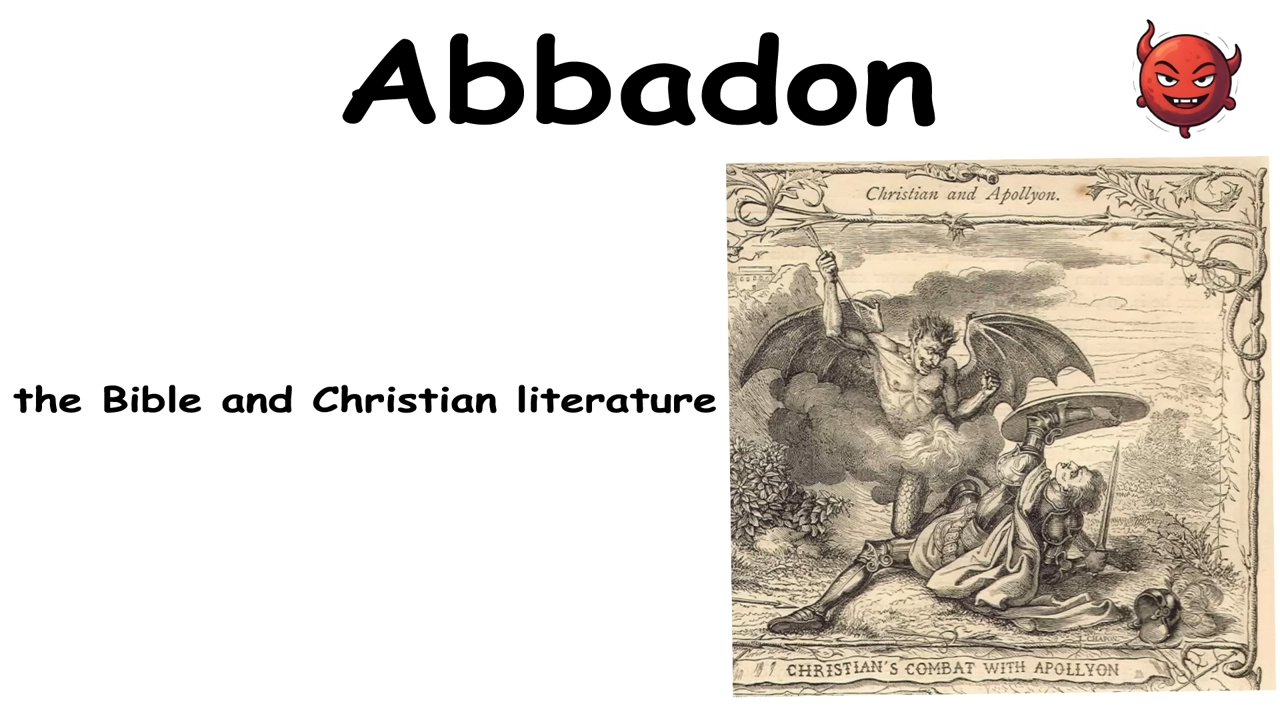 Abbadon
Christian and Apollyon.
the Bible and Christian literature
CHRISTIAN'S COMBAT WITH APOLLYON